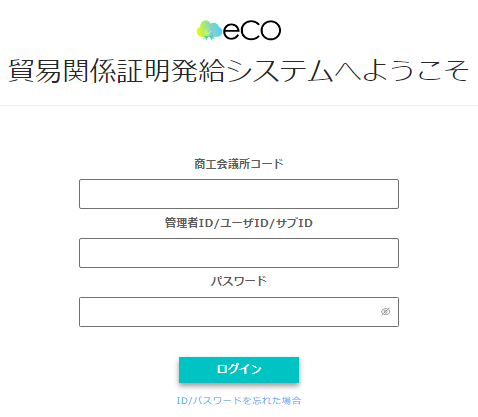 eCO
貿易関係証明発給システムへようこそ
商工会議所コード
管理者ID/ユーザID/サブID
パスワード
ログイン
ID/パスワードを忘れた場合